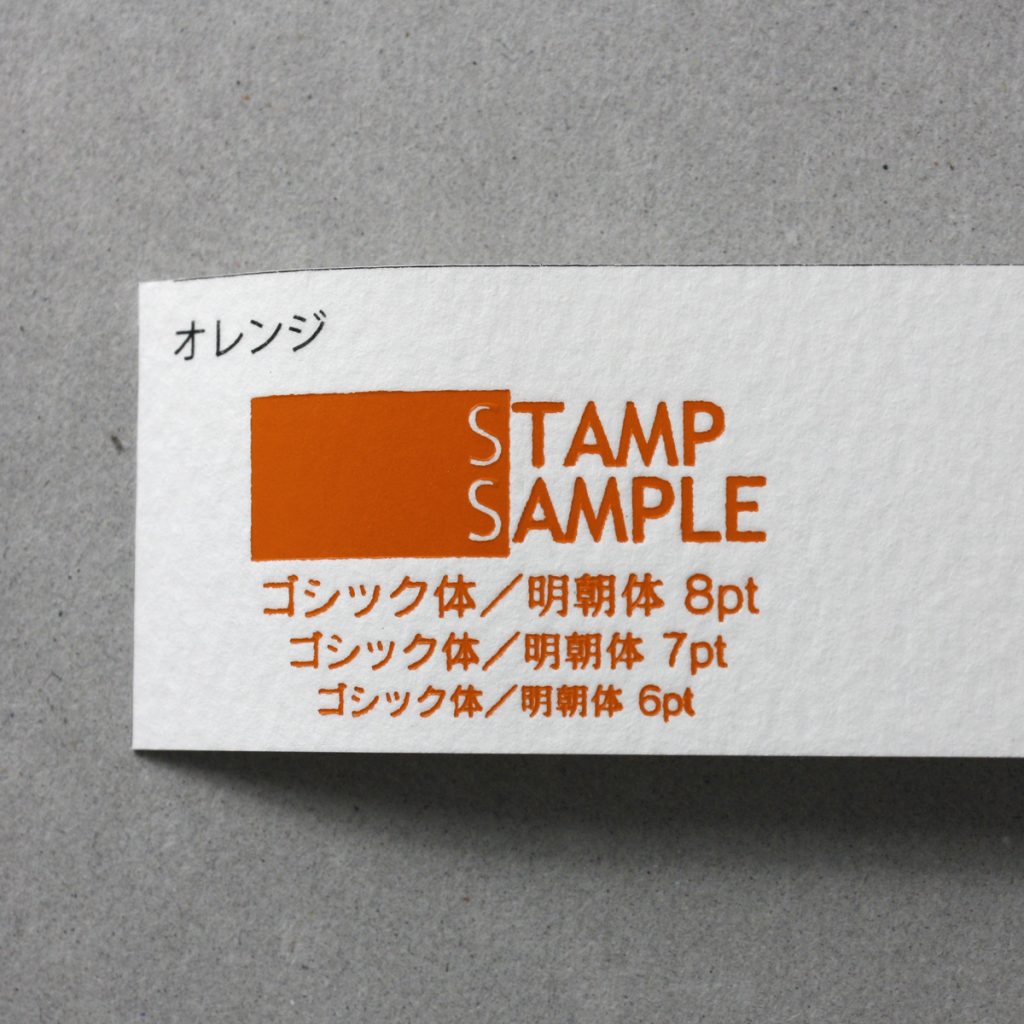 オレンジ
STAMP
SAMPLE
ゴシック体／明朝体 8pt
ゴシック体／明朝体 7pt
ゴシック体／明朝体 6pt